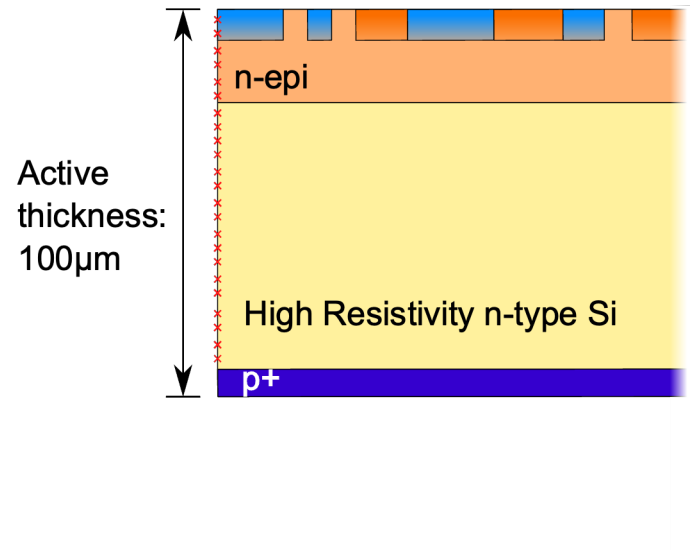 n-epi
Active
thickness:
100µm
High Resistivity n-type Si
p+